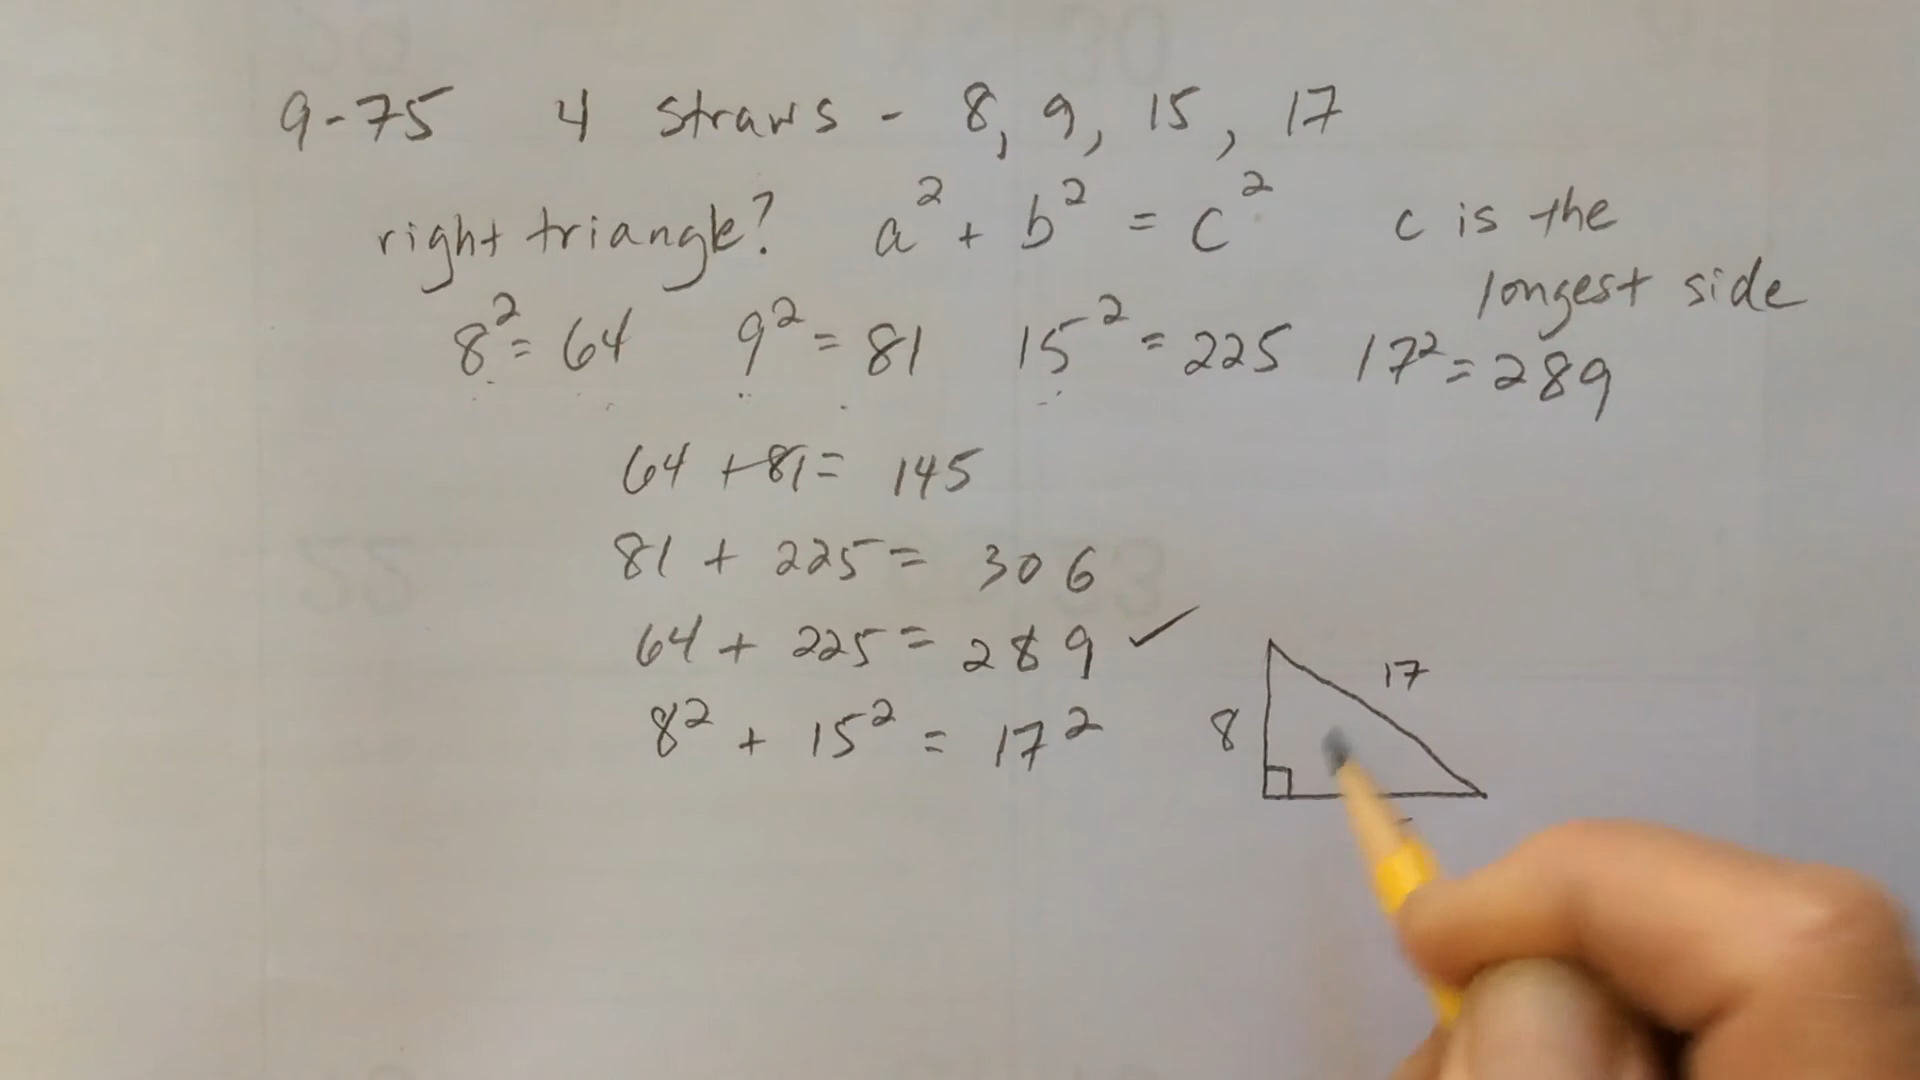 9-75 4 straws - 8, 9, 15, 17
right triangle? a² + b² = c² c is the
longest side
8² = 64 9² = 81 15² = 225 17² = 289
64 + 81 = 145
81 + 225 = 306
64 + 225 = 289 ✓
8² + 15² = 17²
17
8